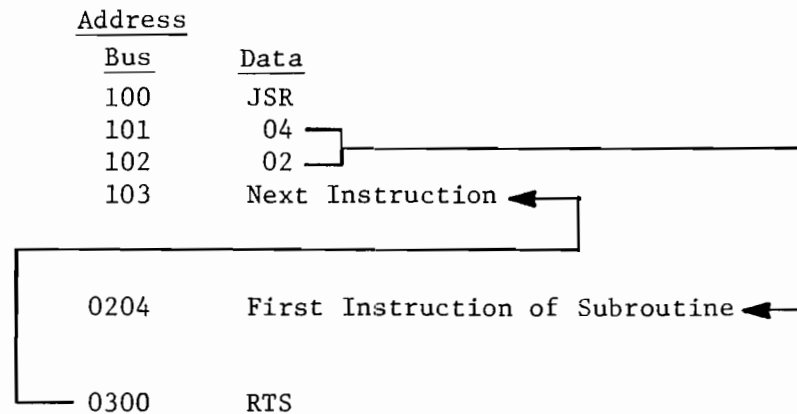 Address
Bus Data
100 JSR
101 04
102 02
103 Next Instruction
0204 First Instruction of Subroutine
0300 RTS